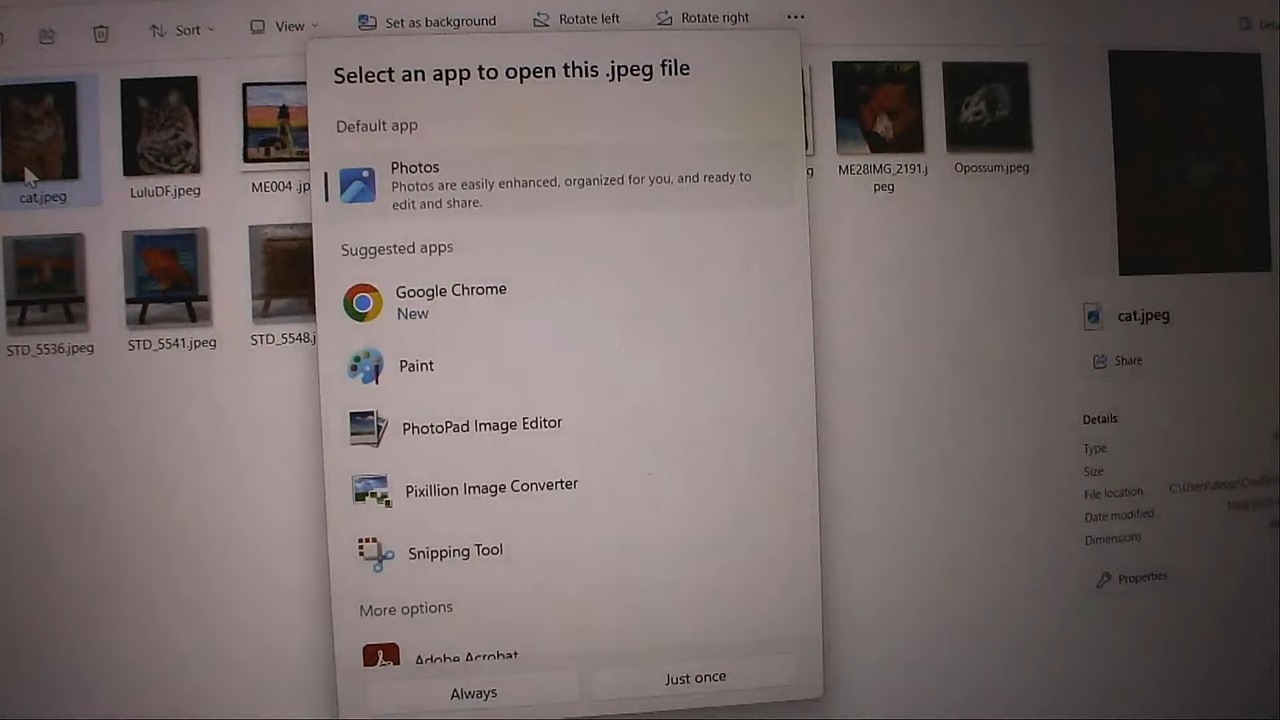 Sort
View
Set as background
Rotate left
Rotate right
Select an app to open this .jpeg file
Default app
Photos
Photos are easily enhanced, organized for you, and ready to
edit and share.
Suggested apps
Google Chrome
New
Paint
PhotoPad Image Editor
Pixillion Image Converter
Snipping Tool
More options
Adobe Acrobat
Always
Just once
cat.jpeg
LuluDF.jpeg
ME004 .jp
ME28IMG_2191.j
peg
Opossum.jpeg
STD_5536.jpeg
STD_5541.jpeg
STD_5548.j
cat.jpeg
Share
Details
Type
Size
File location
Date modified
Dimensions
Properties